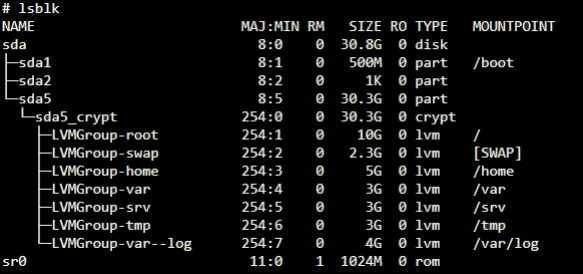 # lsblk
NAME                    MAJ:MIN RM   SIZE RO TYPE  MOUNTPOINT
sda                       8:0    0  30.8G  0 disk
├─sda1                    8:1    0   500M  0 part  /boot
├─sda2                    8:2    0     1K  0 part
└─sda5                    8:5    0  30.3G  0 part
  └─sda5_crypt          254:0    0  30.3G  0 crypt
    ├─LVMGroup-root     254:1    0    10G  0 lvm   /
    ├─LVMGroup-swap     254:2    0   2.3G  0 lvm   [SWAP]
    ├─LVMGroup-home     254:3    0     5G  0 lvm   /home
    ├─LVMGroup-var      254:4    0     3G  0 lvm   /var
    ├─LVMGroup-srv      254:5    0     3G  0 lvm   /srv
    ├─LVMGroup-tmp      254:6    0     3G  0 lvm   /tmp
    └─LVMGroup-var--log 254:7    0     4G  0 lvm   /var/log
sr0                      11:0    1  1024M  0 rom